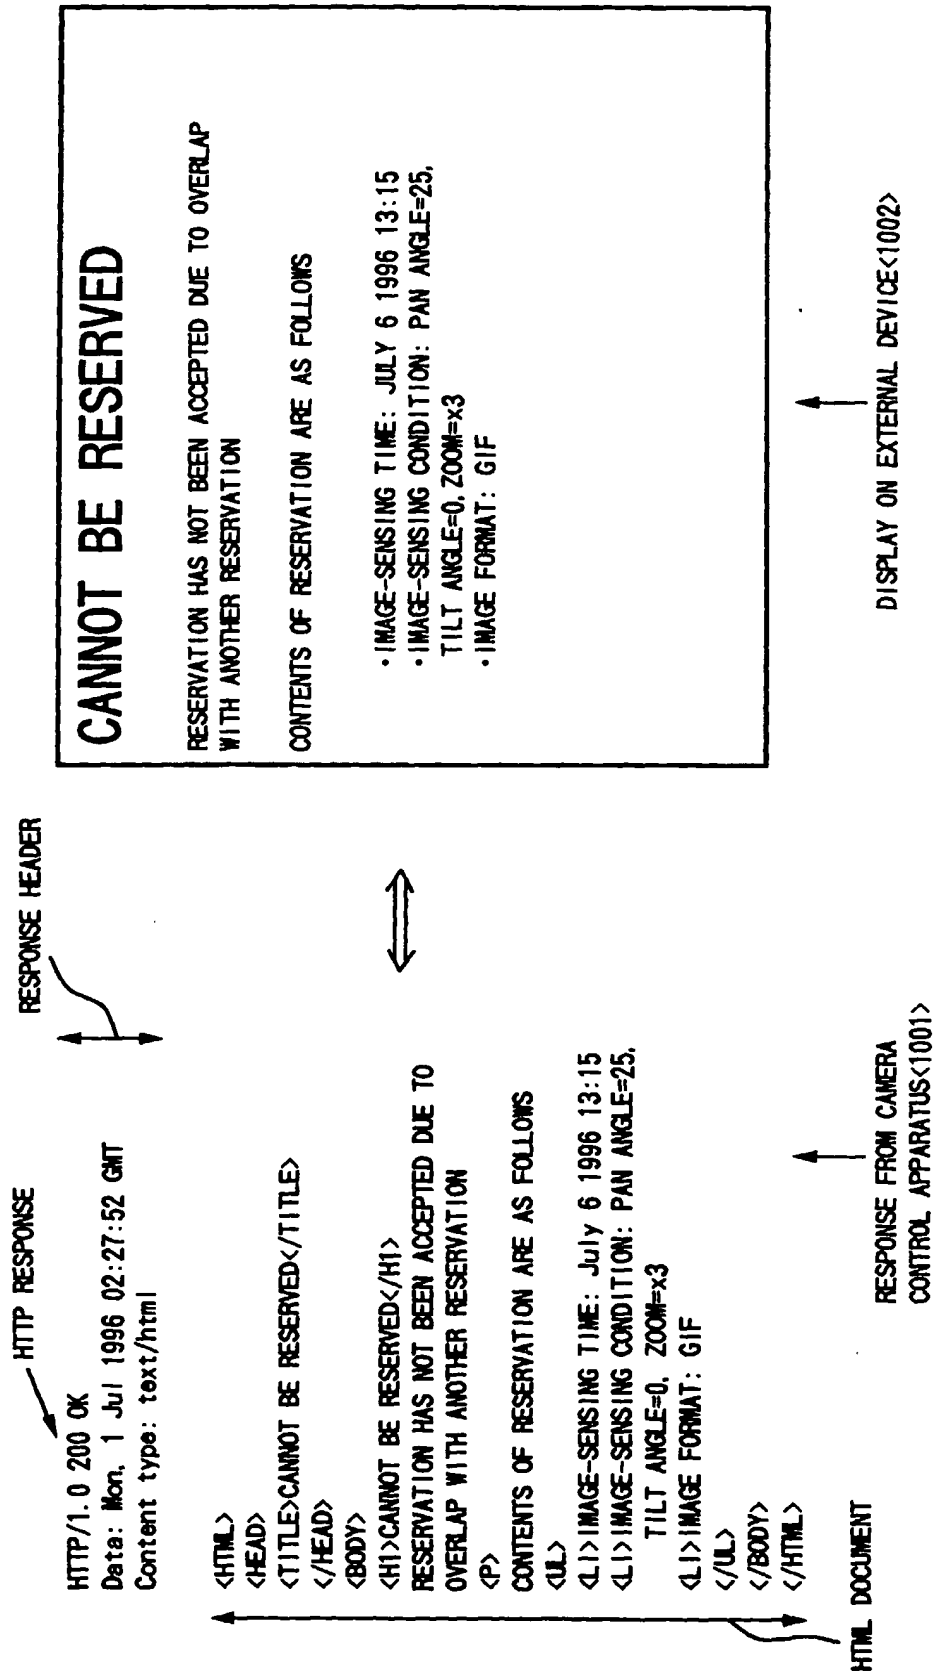 HTTP RESPONSE
RESPONSE HEADER
HTTP/1.0 200 OK
Data: Mon, 1 Jul 1996 02:27:52 GMT
Content type: text/html
<HTML>
<HEAD>
<TITLE>CANNOT BE RESERVED</TITLE>
</HEAD>
<BODY>
<H1>CANNOT BE RESERVED</H1>
RESERVATION HAS NOT BEEN ACCEPTED DUE TO
OVERLAP WITH ANOTHER RESERVATION
<P>
CONTENTS OF RESERVATION ARE AS FOLLOWS
<UL>
<LI>IMAGE-SENSING TIME: July 6 1996 13:15
<LI>IMAGE-SENSING CONDITION: PAN ANGLE=25,
TILT ANGLE=0, ZOOM=x3
<LI>IMAGE FORMAT: GIF
</UL>
</BODY>
</HTML>
HTML DOCUMENT
RESPONSE FROM CAMERA
CONTROL APPARATUS<1001>
CANNOT BE RESERVED
RESERVATION HAS NOT BEEN ACCEPTED DUE TO OVERLAP
WITH ANOTHER RESERVATION
CONTENTS OF RESERVATION ARE AS FOLLOWS
・IMAGE-SENSING TIME: JULY 6 1996 13:15
・IMAGE-SENSING CONDITION: PAN ANGLE=25,
TILT ANGLE=0, ZOOM=x3
・IMAGE FORMAT: GIF
DISPLAY ON EXTERNAL DEVICE<1002>